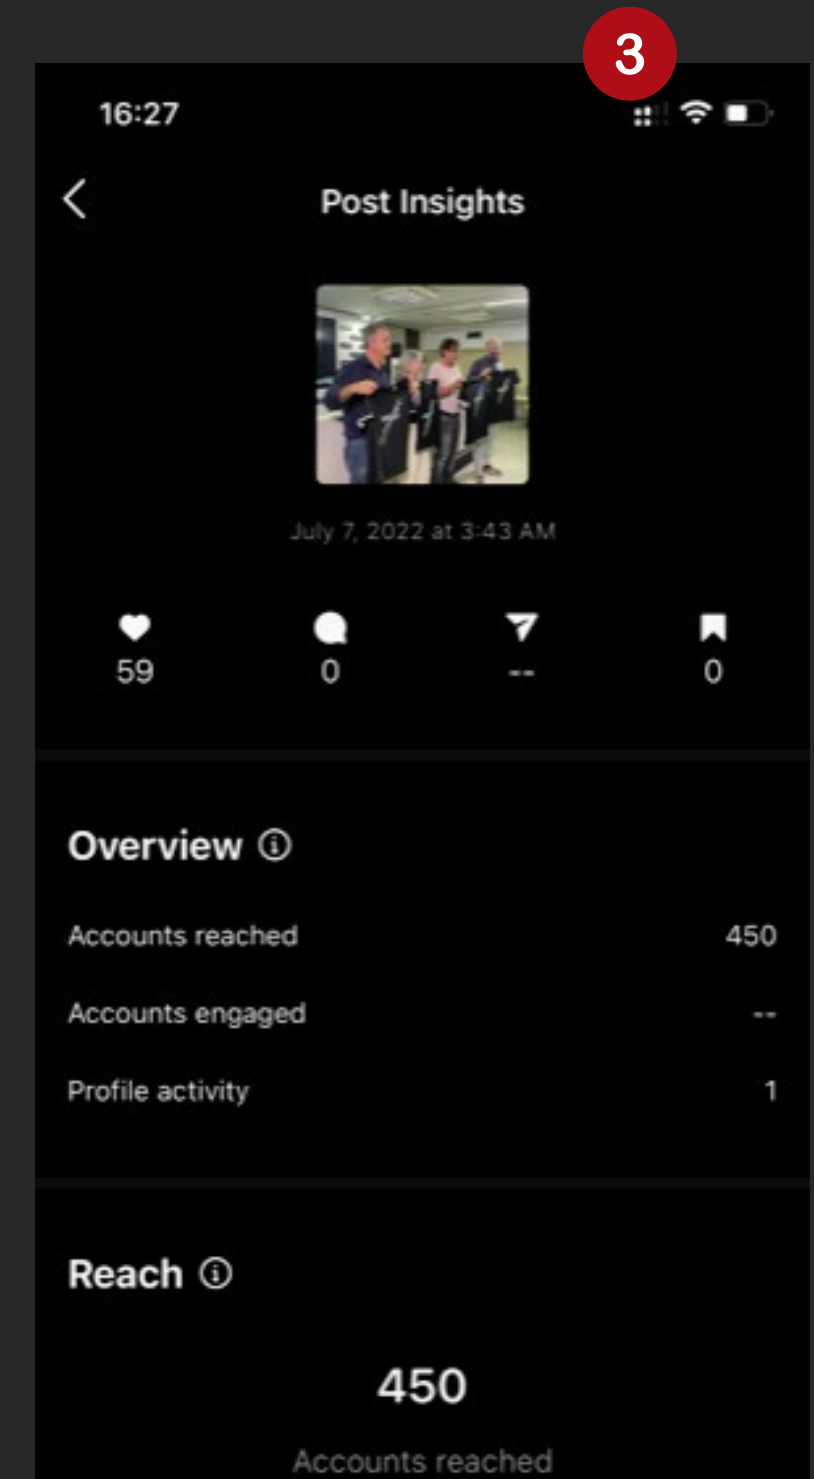 3
16:27
Post Insights
July 7, 2022 at 3:43 AM
59 0 -- 0
Overview
Accounts reached 450
Accounts engaged --
Profile activity 1
Reach
450
Accounts reached